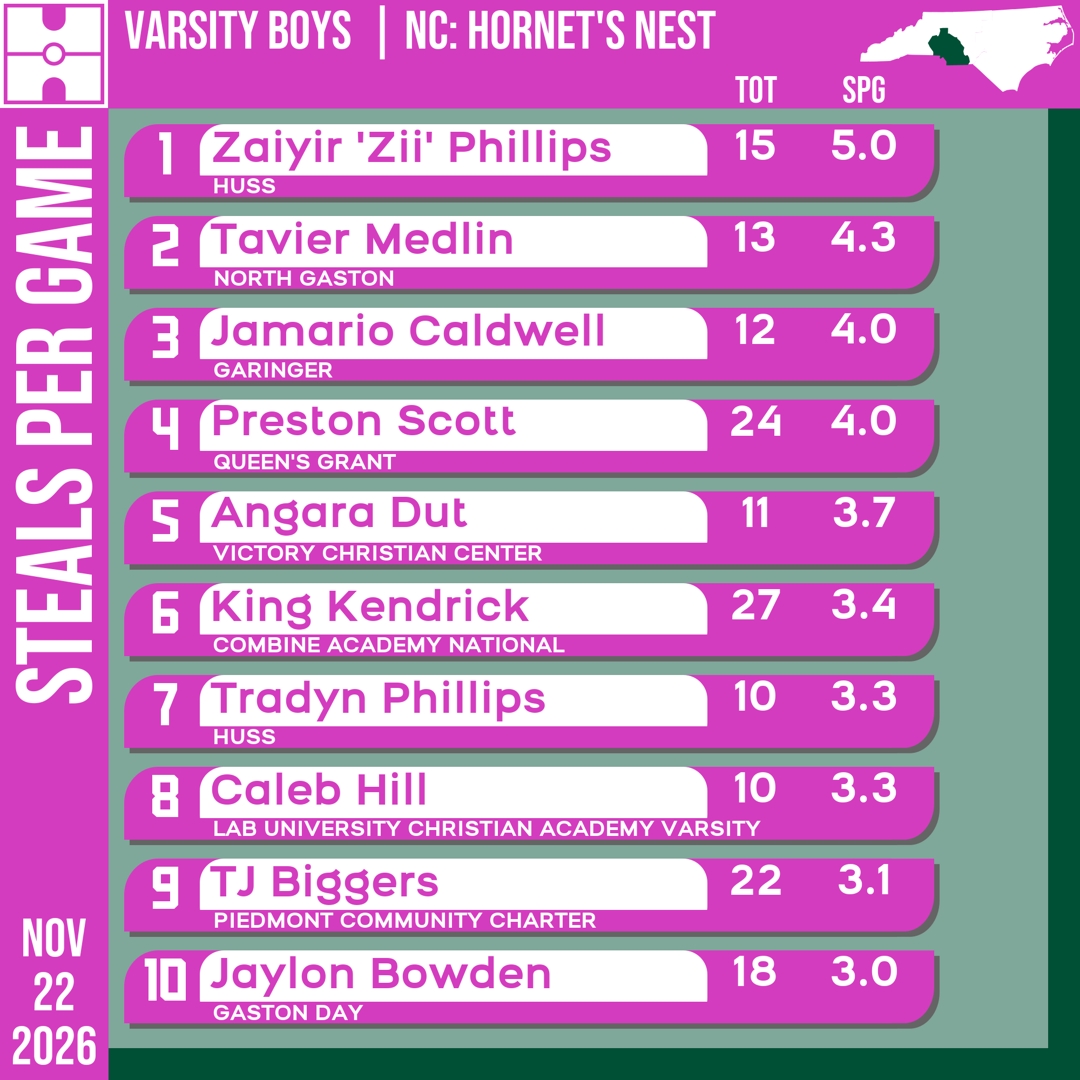 VARSITY BOYS | NC: HORNET'S NEST
TOT SPG
STEALS PER GAME
1 Zaiyir 'Zii' Phillips 15 5.0
HUSS
2 Tavier Medlin 13 4.3
NORTH GASTON
3 Jamario Caldwell 12 4.0
GARINGER
4 Preston Scott 24 4.0
QUEEN'S GRANT
5 Angara Dut 11 3.7
VICTORY CHRISTIAN CENTER
6 King Kendrick 27 3.4
COMBINE ACADEMY NATIONAL
7 Tradyn Phillips 10 3.3
HUSS
8 Caleb Hill 10 3.3
LAB UNIVERSITY CHRISTIAN ACADEMY VARSITY
9 TJ Biggers 22 3.1
PIEDMONT COMMUNITY CHARTER
10 Jaylon Bowden 18 3.0
GASTON DAY
NOV
22
2026